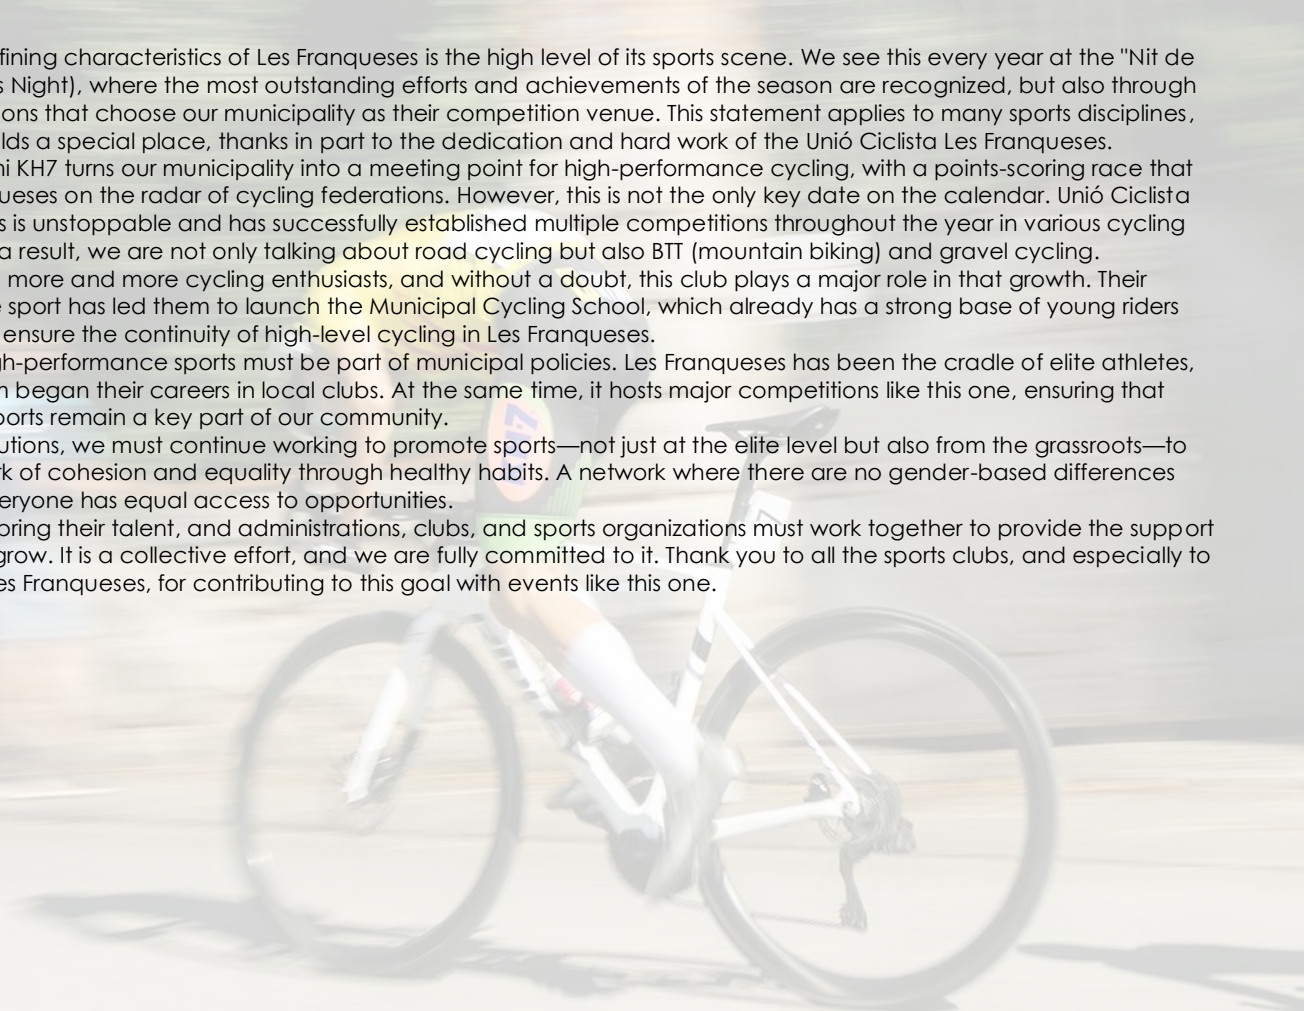 fining characteristics of Les Franqueses is the high level of its sports scene. We see this every year at the "Nit de
s Night), where the most outstanding efforts and achievements of the season are recognized, but also through
ons that choose our municipality as their competition venue. This statement applies to many sports disciplines,
lds a special place, thanks in part to the dedication and hard work of the Unió Ciclista Les Franqueses.
ni KH7 turns our municipality into a meeting point for high-performance cycling, with a points-scoring race that
ueses on the radar of cycling federations. However, this is not the only key date on the calendar. Unió Ciclista
s is unstoppable and has successfully established multiple competitions throughout the year in various cycling
a result, we are not only talking about road cycling but also BTT (mountain biking) and gravel cycling.
more and more cycling enthusiasts, and without a doubt, this club plays a major role in that growth. Their
e sport has led them to launch the Municipal Cycling School, which already has a strong base of young riders
ensure the continuity of high-level cycling in Les Franqueses.
gh-performance sports must be part of municipal policies. Les Franqueses has been the cradle of elite athletes,
n began their careers in local clubs. At the same time, it hosts major competitions like this one, ensuring that
ports remain a key part of our community.
utions, we must continue working to promote sports—not just at the elite level but also from the grassroots—to
rk of cohesion and equality through healthy habits. A network where there are no gender-based differences
eryone has equal access to opportunities.
bring their talent, and administrations, clubs, and sports organizations must work together to provide the support
grow. It is a collective effort, and we are fully committed to it. Thank you to all the sports clubs, and especially to
es Franqueses, for contributing to this goal with events like this one.